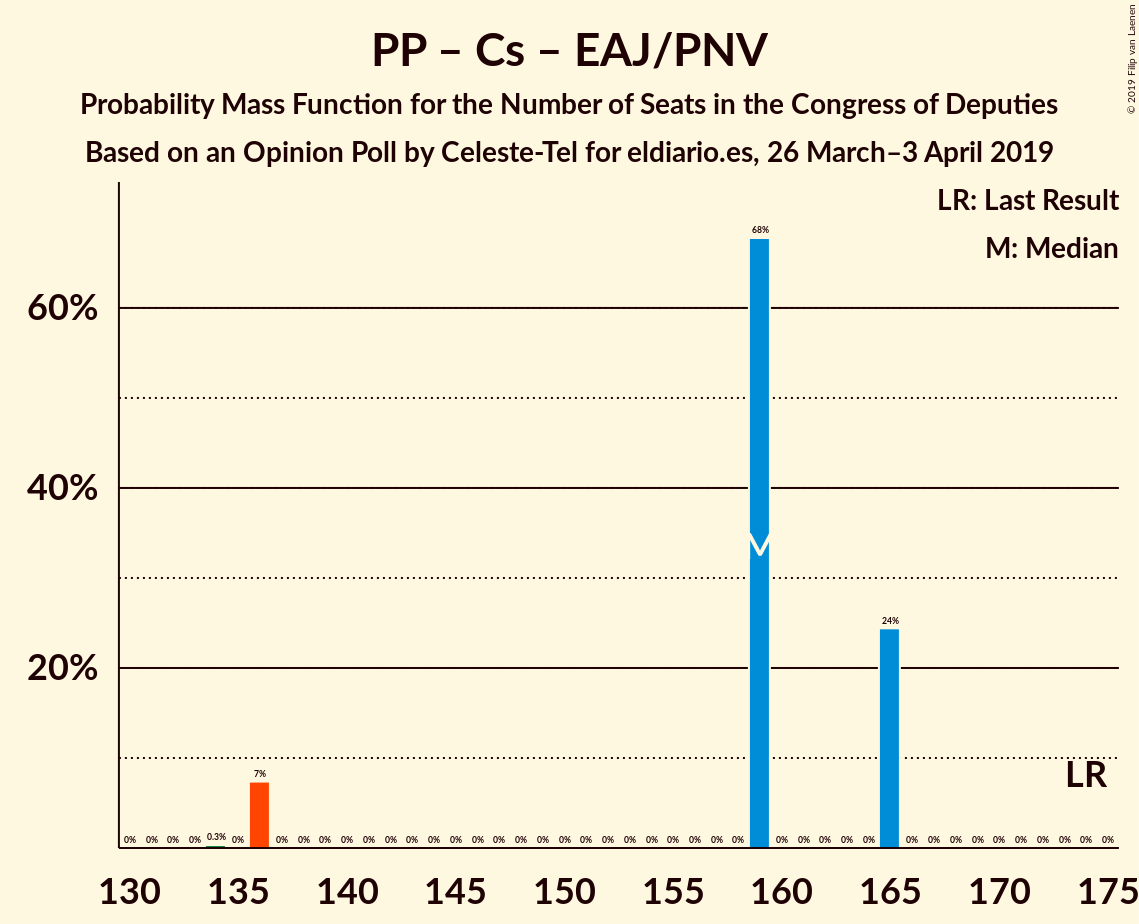 PP – Cs – EAJ/PNV
Probability Mass Function for the Number of Seats in the Congress of Deputies
Based on an Opinion Poll by Celeste-Tel for eldiario.es, 26 March–3 April 2019
© 2019 Filip van Laenen
LR: Last Result
M: Median
68%
60%
40%
M
24%
20%
7%
LR
0% 0% 0% 0% 0.3% 0% 0% 0% 0% 0% 0% 0% 0% 0% 0% 0% 0% 0% 0% 0% 0% 0% 0% 0% 0% 0% 0% 0% 0% 0% 0% 0% 0% 0% 0% 0% 0% 0% 0% 0% 0% 0% 0%
130 135 140 145 150 155 160 165 170 175